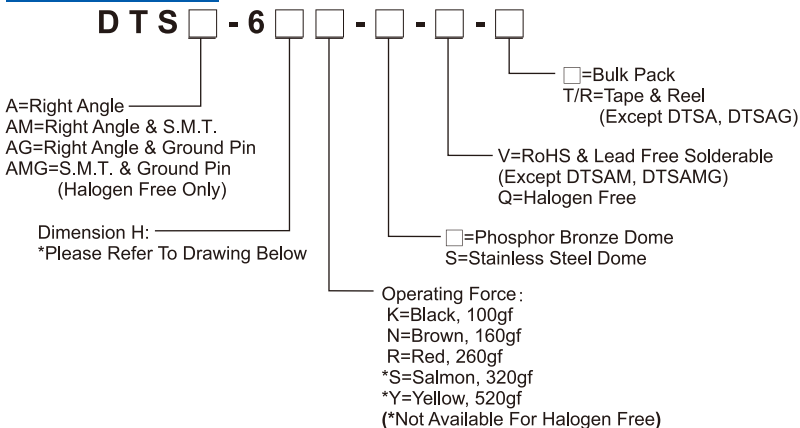 DTS□-6□□-□-□-□
□=Bulk Pack
T/R=Tape & Reel
(Except DTSA, DTSAG)
A=Right Angle
AM=Right Angle & S.M.T.
AG=Right Angle & Ground Pin
AMG=S.M.T. & Ground Pin
(Halogen Free Only)
V=RoHS & Lead Free Solderable
(Except DTSAM, DTSAMG)
Q=Halogen Free
Dimension H:
*Please Refer To Drawing Below
□=Phosphor Bronze Dome
S=Stainless Steel Dome
Operating Force:
K=Black, 100gf
N=Brown, 160gf
R=Red, 260gf
*S=Salmon, 320gf
*Y=Yellow, 520gf
(*Not Available For Halogen Free)